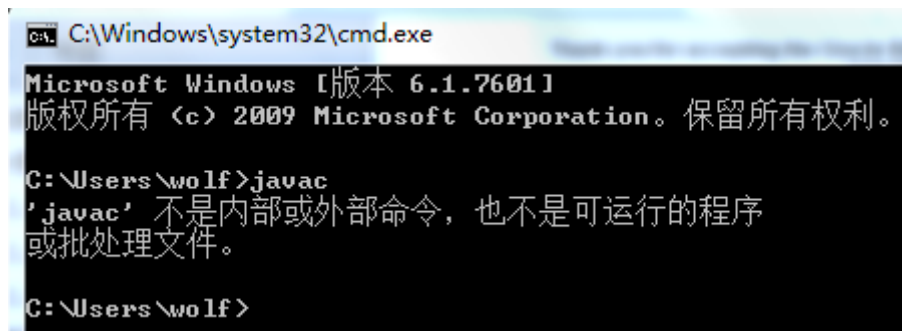 C:\Windows\system32\cmd.exe
Microsoft Windows [版本 6.1.7601]
版权所有 (c) 2009 Microsoft Corporation。保留所有权利。
C:\Users\wolf>javac
'javac' 不是内部或外部命令，也不是可运行的程序
或批处理文件。
C:\Users\wolf>